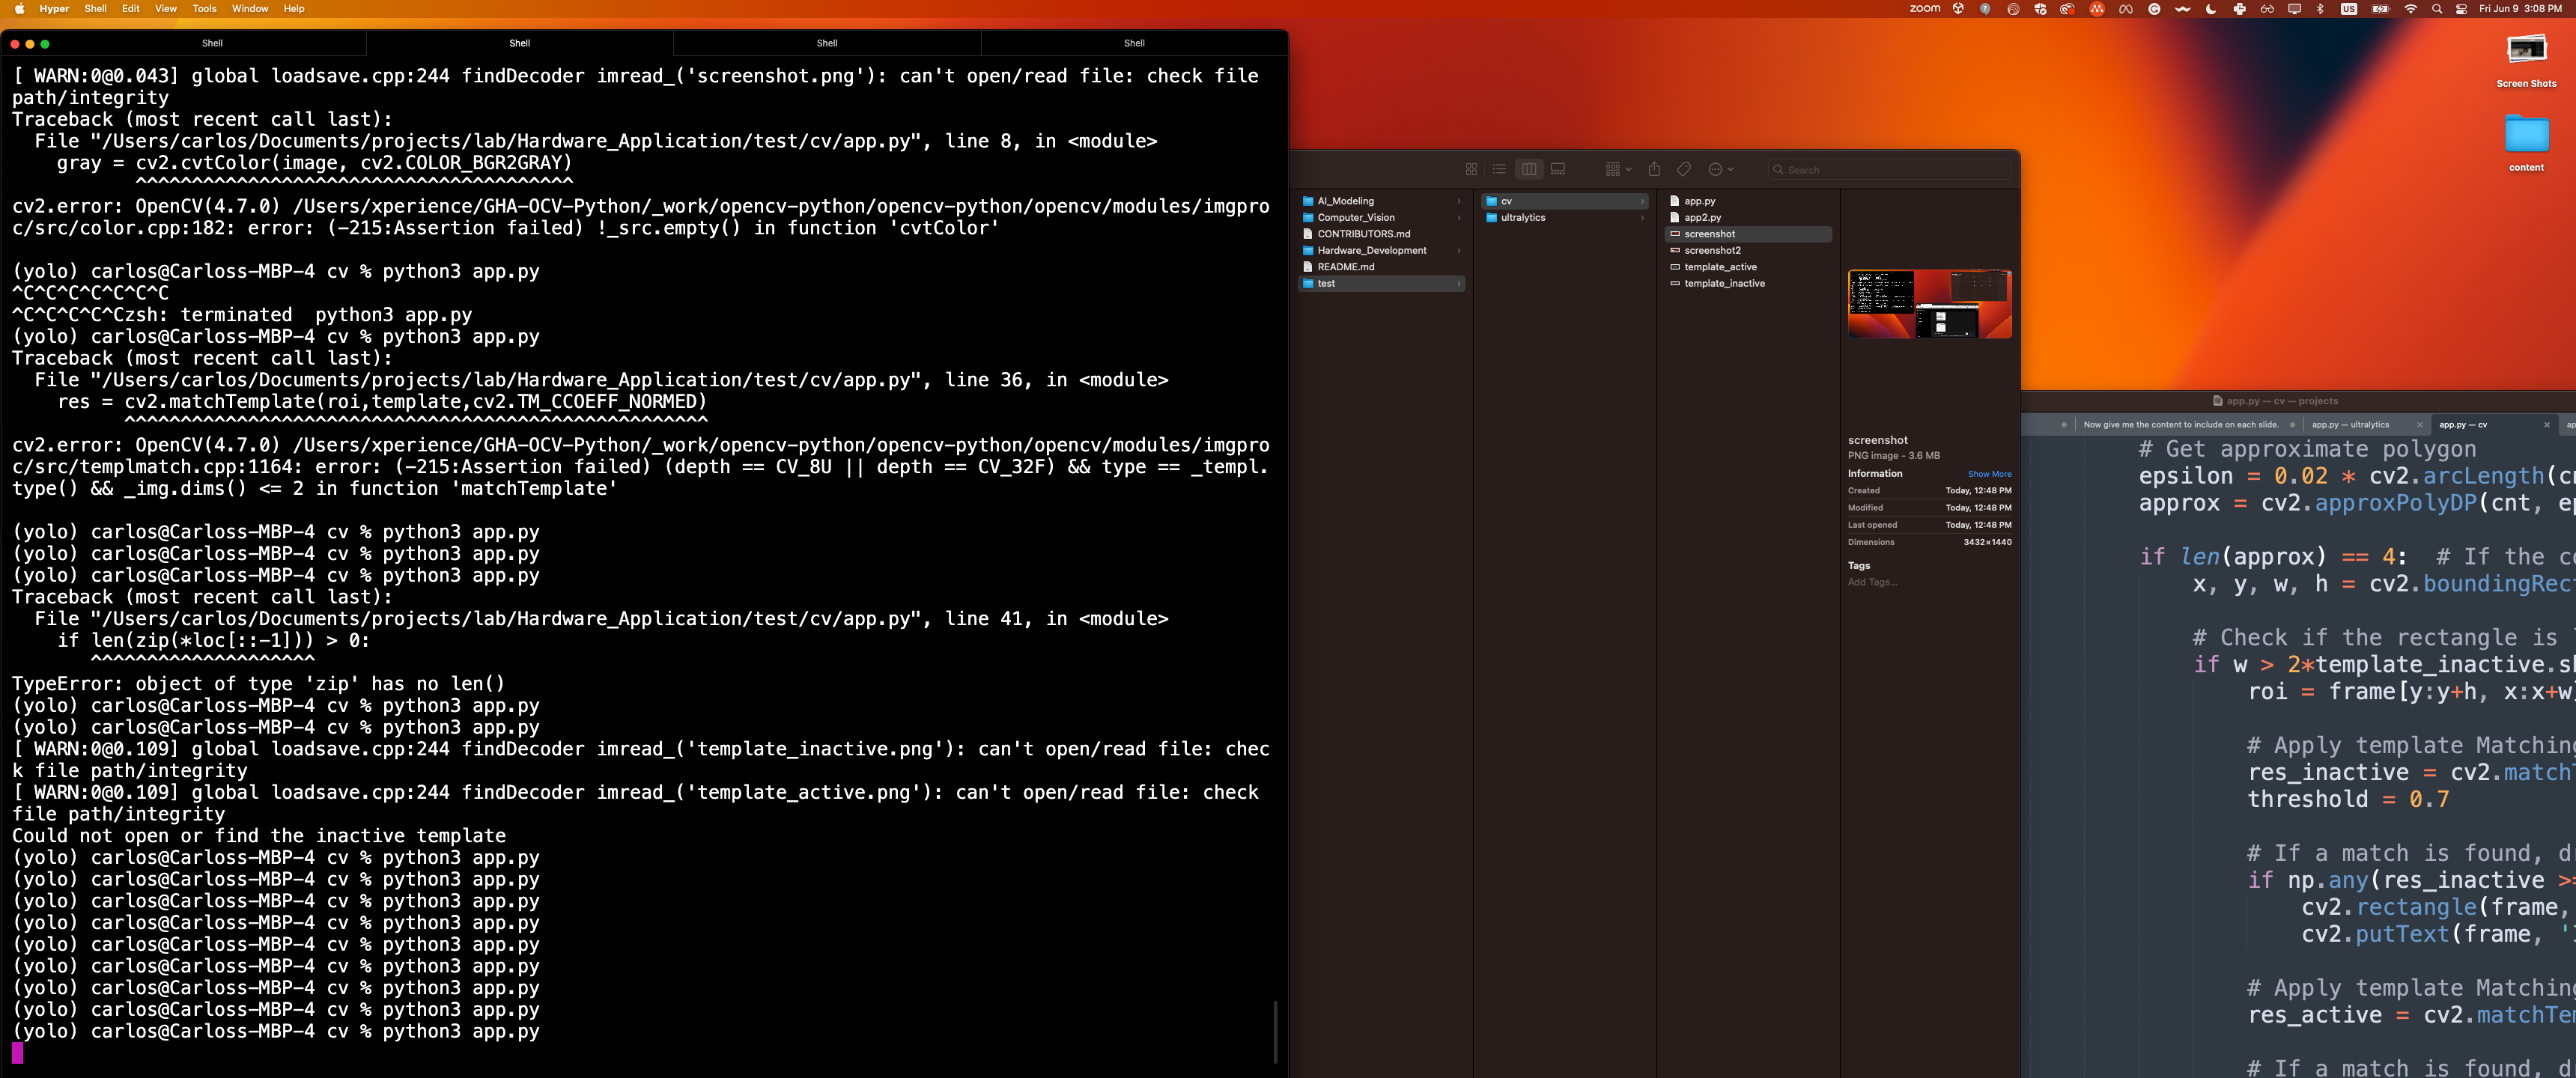 Hyper Shell Edit View Tools Window Help
zoom US Fri Jun 9 3:08 PM
Shell Shell Shell Shell
[ WARN:0@0.043] global loadsave.cpp:244 findDecoder imread_('screenshot.png'): can't open/read file: check file
path/integrity
Traceback (most recent call last):
  File "/Users/carlos/Documents/projects/lab/Hardware_Application/test/cv/app.py", line 8, in <module>
    gray = cv2.cvtColor(image, cv2.COLOR_BGR2GRAY)
           ^^^^^^^^^^^^^^^^^^^^^^^^^^^^^^^^^^^^^^^
cv2.error: OpenCV(4.7.0) /Users/xperience/GHA-OCV-Python/_work/opencv-python/opencv-python/opencv/modules/imgpro
c/src/color.cpp:182: error: (-215:Assertion failed) !_src.empty() in function 'cvtColor'
(yolo) carlos@Carloss-MBP-4 cv % python3 app.py
^C^C^C^C^C^C^C
^C^C^C^C^Czsh: terminated  python3 app.py
(yolo) carlos@Carloss-MBP-4 cv % python3 app.py
Traceback (most recent call last):
  File "/Users/carlos/Documents/projects/lab/Hardware_Application/test/cv/app.py", line 36, in <module>
    res = cv2.matchTemplate(roi,template,cv2.TM_CCOEFF_NORMED)
          ^^^^^^^^^^^^^^^^^^^^^^^^^^^^^^^^^^^^^^^^^^^^^^^^^^^^
cv2.error: OpenCV(4.7.0) /Users/xperience/GHA-OCV-Python/_work/opencv-python/opencv-python/opencv/modules/imgpro
c/src/templmatch.cpp:1164: error: (-215:Assertion failed) (depth == CV_8U || depth == CV_32F) && type == _templ.
type() && _img.dims() <= 2 in function 'matchTemplate'
(yolo) carlos@Carloss-MBP-4 cv % python3 app.py
(yolo) carlos@Carloss-MBP-4 cv % python3 app.py
(yolo) carlos@Carloss-MBP-4 cv % python3 app.py
Traceback (most recent call last):
  File "/Users/carlos/Documents/projects/lab/Hardware_Application/test/cv/app.py", line 41, in <module>
    if len(zip(*loc[::-1])) > 0:
       ^^^^^^^^^^^^^^^^^^^^
TypeError: object of type 'zip' has no len()
(yolo) carlos@Carloss-MBP-4 cv % python3 app.py
(yolo) carlos@Carloss-MBP-4 cv % python3 app.py
[ WARN:0@0.109] global loadsave.cpp:244 findDecoder imread_('template_inactive.png'): can't open/read file: chec
k file path/integrity
[ WARN:0@0.109] global loadsave.cpp:244 findDecoder imread_('template_active.png'): can't open/read file: check
file path/integrity
Could not open or find the inactive template
(yolo) carlos@Carloss-MBP-4 cv % python3 app.py
(yolo) carlos@Carloss-MBP-4 cv % python3 app.py
(yolo) carlos@Carloss-MBP-4 cv % python3 app.py
(yolo) carlos@Carloss-MBP-4 cv % python3 app.py
(yolo) carlos@Carloss-MBP-4 cv % python3 app.py
(yolo) carlos@Carloss-MBP-4 cv % python3 app.py
(yolo) carlos@Carloss-MBP-4 cv % python3 app.py
(yolo) carlos@Carloss-MBP-4 cv % python3 app.py
(yolo) carlos@Carloss-MBP-4 cv % python3 app.py
Search
AI_Modeling
Computer_Vision
CONTRIBUTORS.md
Hardware_Development
README.md
test
cv
ultralytics
app.py
app2.py
screenshot
screenshot2
template_active
template_inactive
screenshot
PNG image - 3.6 MB
Information Show More
Created Today, 12:48 PM
Modified Today, 12:48 PM
Last opened Today, 12:48 PM
Dimensions 3432×1440
Tags
Add Tags...
Screen Shots
content
app.py — cv — projects
Now give me the content to include on each slide. app.py — ultralytics app.py — cv ap
# Get approximate polygon
epsilon = 0.02 * cv2.arcLength(cn
approx = cv2.approxPolyDP(cnt, ep
if len(approx) == 4:  # If the co
x, y, w, h = cv2.boundingRec
# Check if the rectangle is l
if w > 2*template_inactive.sh
roi = frame[y:y+h, x:x+w]
# Apply template Matching
res_inactive = cv2.matchT
threshold = 0.7
# If a match is found, d
if np.any(res_inactive >=
cv2.rectangle(frame,
cv2.putText(frame, 'I
# Apply template Matching
res_active = cv2.matchTem
# If a match is found, d